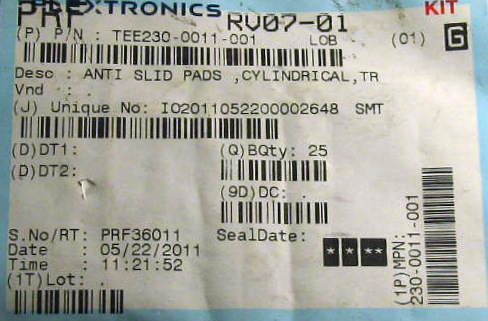 PRF RV07-01 KIT
(P) P/N : TEE230-0011-001 LOB - (01) G
Desc : ANTI SLID PADS ,CYLINDRICAL,TR
Vnd : .
(J) Unique No: IO2011052200002648 SMT
(D)DT1: (Q)BQty: 25
(D)DT2:
(9D)DC: .
S.No/RT: PRF36011 SealDate:
Date : 05/22/2011
Time : 11:21:52
(1T)Lot: .
* * **
(1P)MPN:
230-0011-001